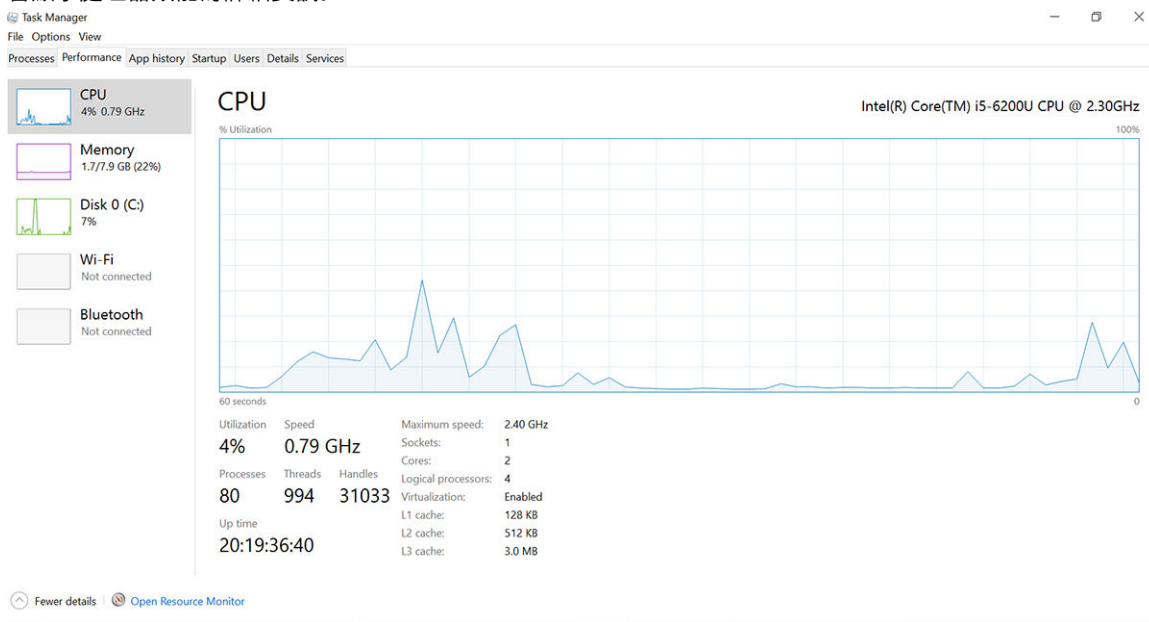 Task Manager
File Options View
Processes Performance App history Startup Users Details Services
CPU
4% 0.79 GHz
Memory
1.7/7.9 GB (22%)
Disk 0 (C:)
7%
Wi-Fi
Not connected
Bluetooth
Not connected
CPU Intel(R) Core(TM) i5-6200U CPU @ 2.30GHz
% Utilization 100%
60 seconds 0
Utilization Speed
4% 0.79 GHz
Processes Threads Handles
80 994 31033
Up time
20:19:36:40
Maximum speed: 2.40 GHz
Sockets: 1
Cores: 2
Logical processors: 4
Virtualization: Enabled
L1 cache: 128 KB
L2 cache: 512 KB
L3 cache: 3.0 MB
Fewer details Open Resource Monitor